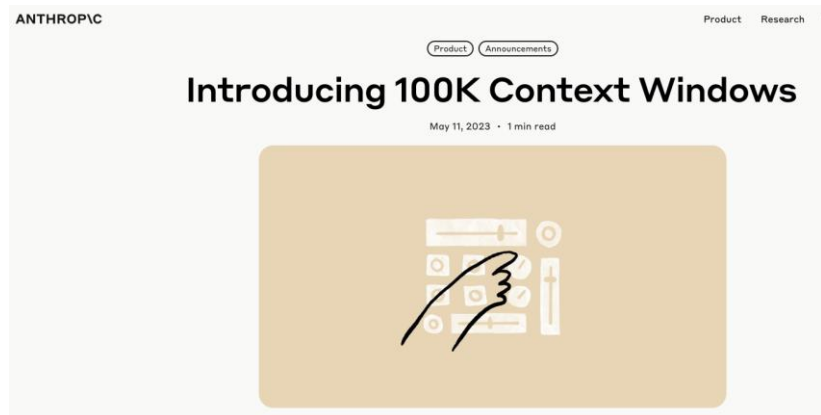 ANTHROP\C
Product Research
Product Announcements
Introducing 100K Context Windows
May 11, 2023 • 1 min read